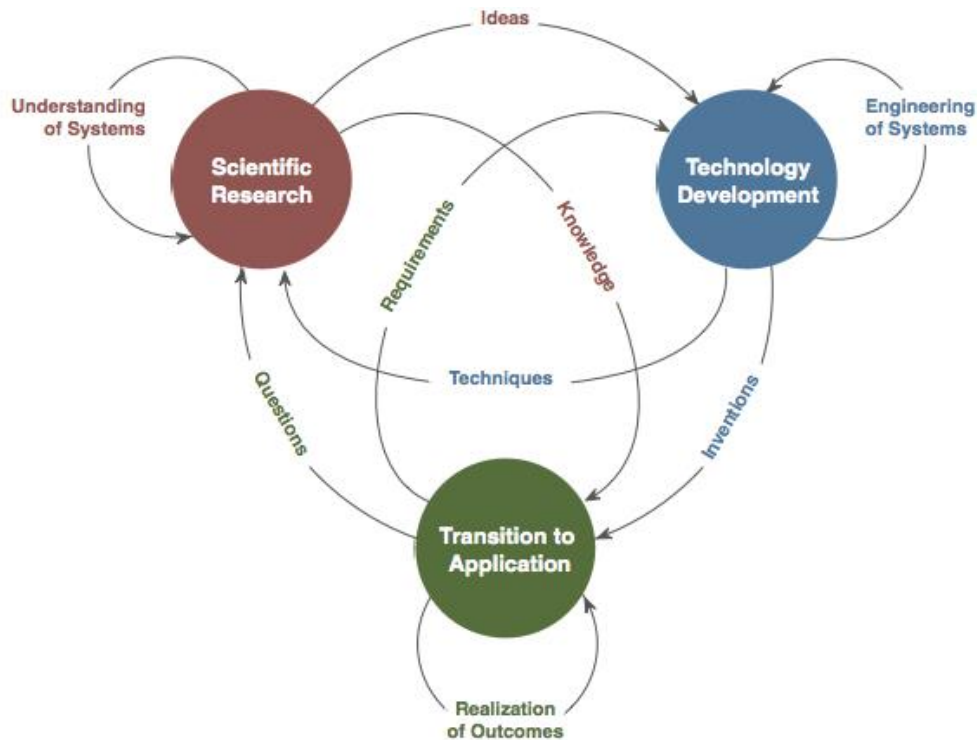 Ideas
Understanding
of Systems
Scientific
Research
Technology
Development
Engineering
of Systems
Requirements
Knowledge
Techniques
Questions
Inventions
Transition to
Application
Realization
of Outcomes